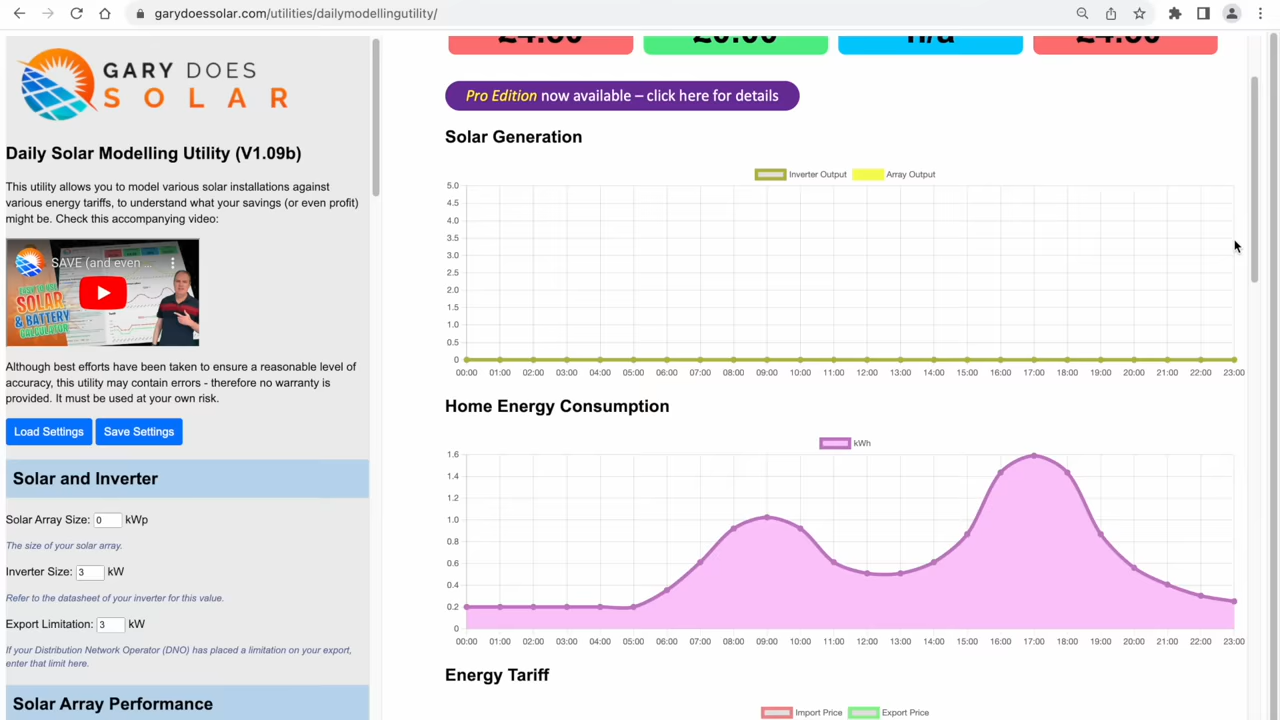 garydoessolar.com/utilities/dailymodellingutility/
GARY DOES
SOLAR
Daily Solar Modelling Utility (V1.09b)
This utility allows you to model various solar installations against
various energy tariffs, to understand what your savings (or even profit)
might be. Check this accompanying video:
SAVE (and even ...
SOLAR
& BATTERY
CALCULATOR
Although best efforts have been taken to ensure a reasonable level of
accuracy, this utility may contain errors - therefore no warranty is
provided. It must be used at your own risk.
Load Settings Save Settings
Solar and Inverter
Solar Array Size: 0 kWp
The size of your solar array.
Inverter Size: 3 kW
Refer to the datasheet of your inverter for this value.
Export Limitation: 3 kW
If your Distribution Network Operator (DNO) has placed a limitation on your export,
enter that limit here.
Solar Array Performance
n/a
Pro Edition now available – click here for details
Solar Generation
Inverter Output Array Output
5.0
4.5
4.0
3.5
3.0
2.5
2.0
1.5
1.0
0.5
0
00:00 01:00 02:00 03:00 04:00 05:00 06:00 07:00 08:00 09:00 10:00 11:00 12:00 13:00 14:00 15:00 16:00 17:00 18:00 19:00 20:00 21:00 22:00 23:00
Home Energy Consumption
kWh
1.6
1.4
1.2
1.0
0.8
0.6
0.4
0.2
0
00:00 01:00 02:00 03:00 04:00 05:00 06:00 07:00 08:00 09:00 10:00 11:00 12:00 13:00 14:00 15:00 16:00 17:00 18:00 19:00 20:00 21:00 22:00 23:00
Energy Tariff
Import Price Export Price